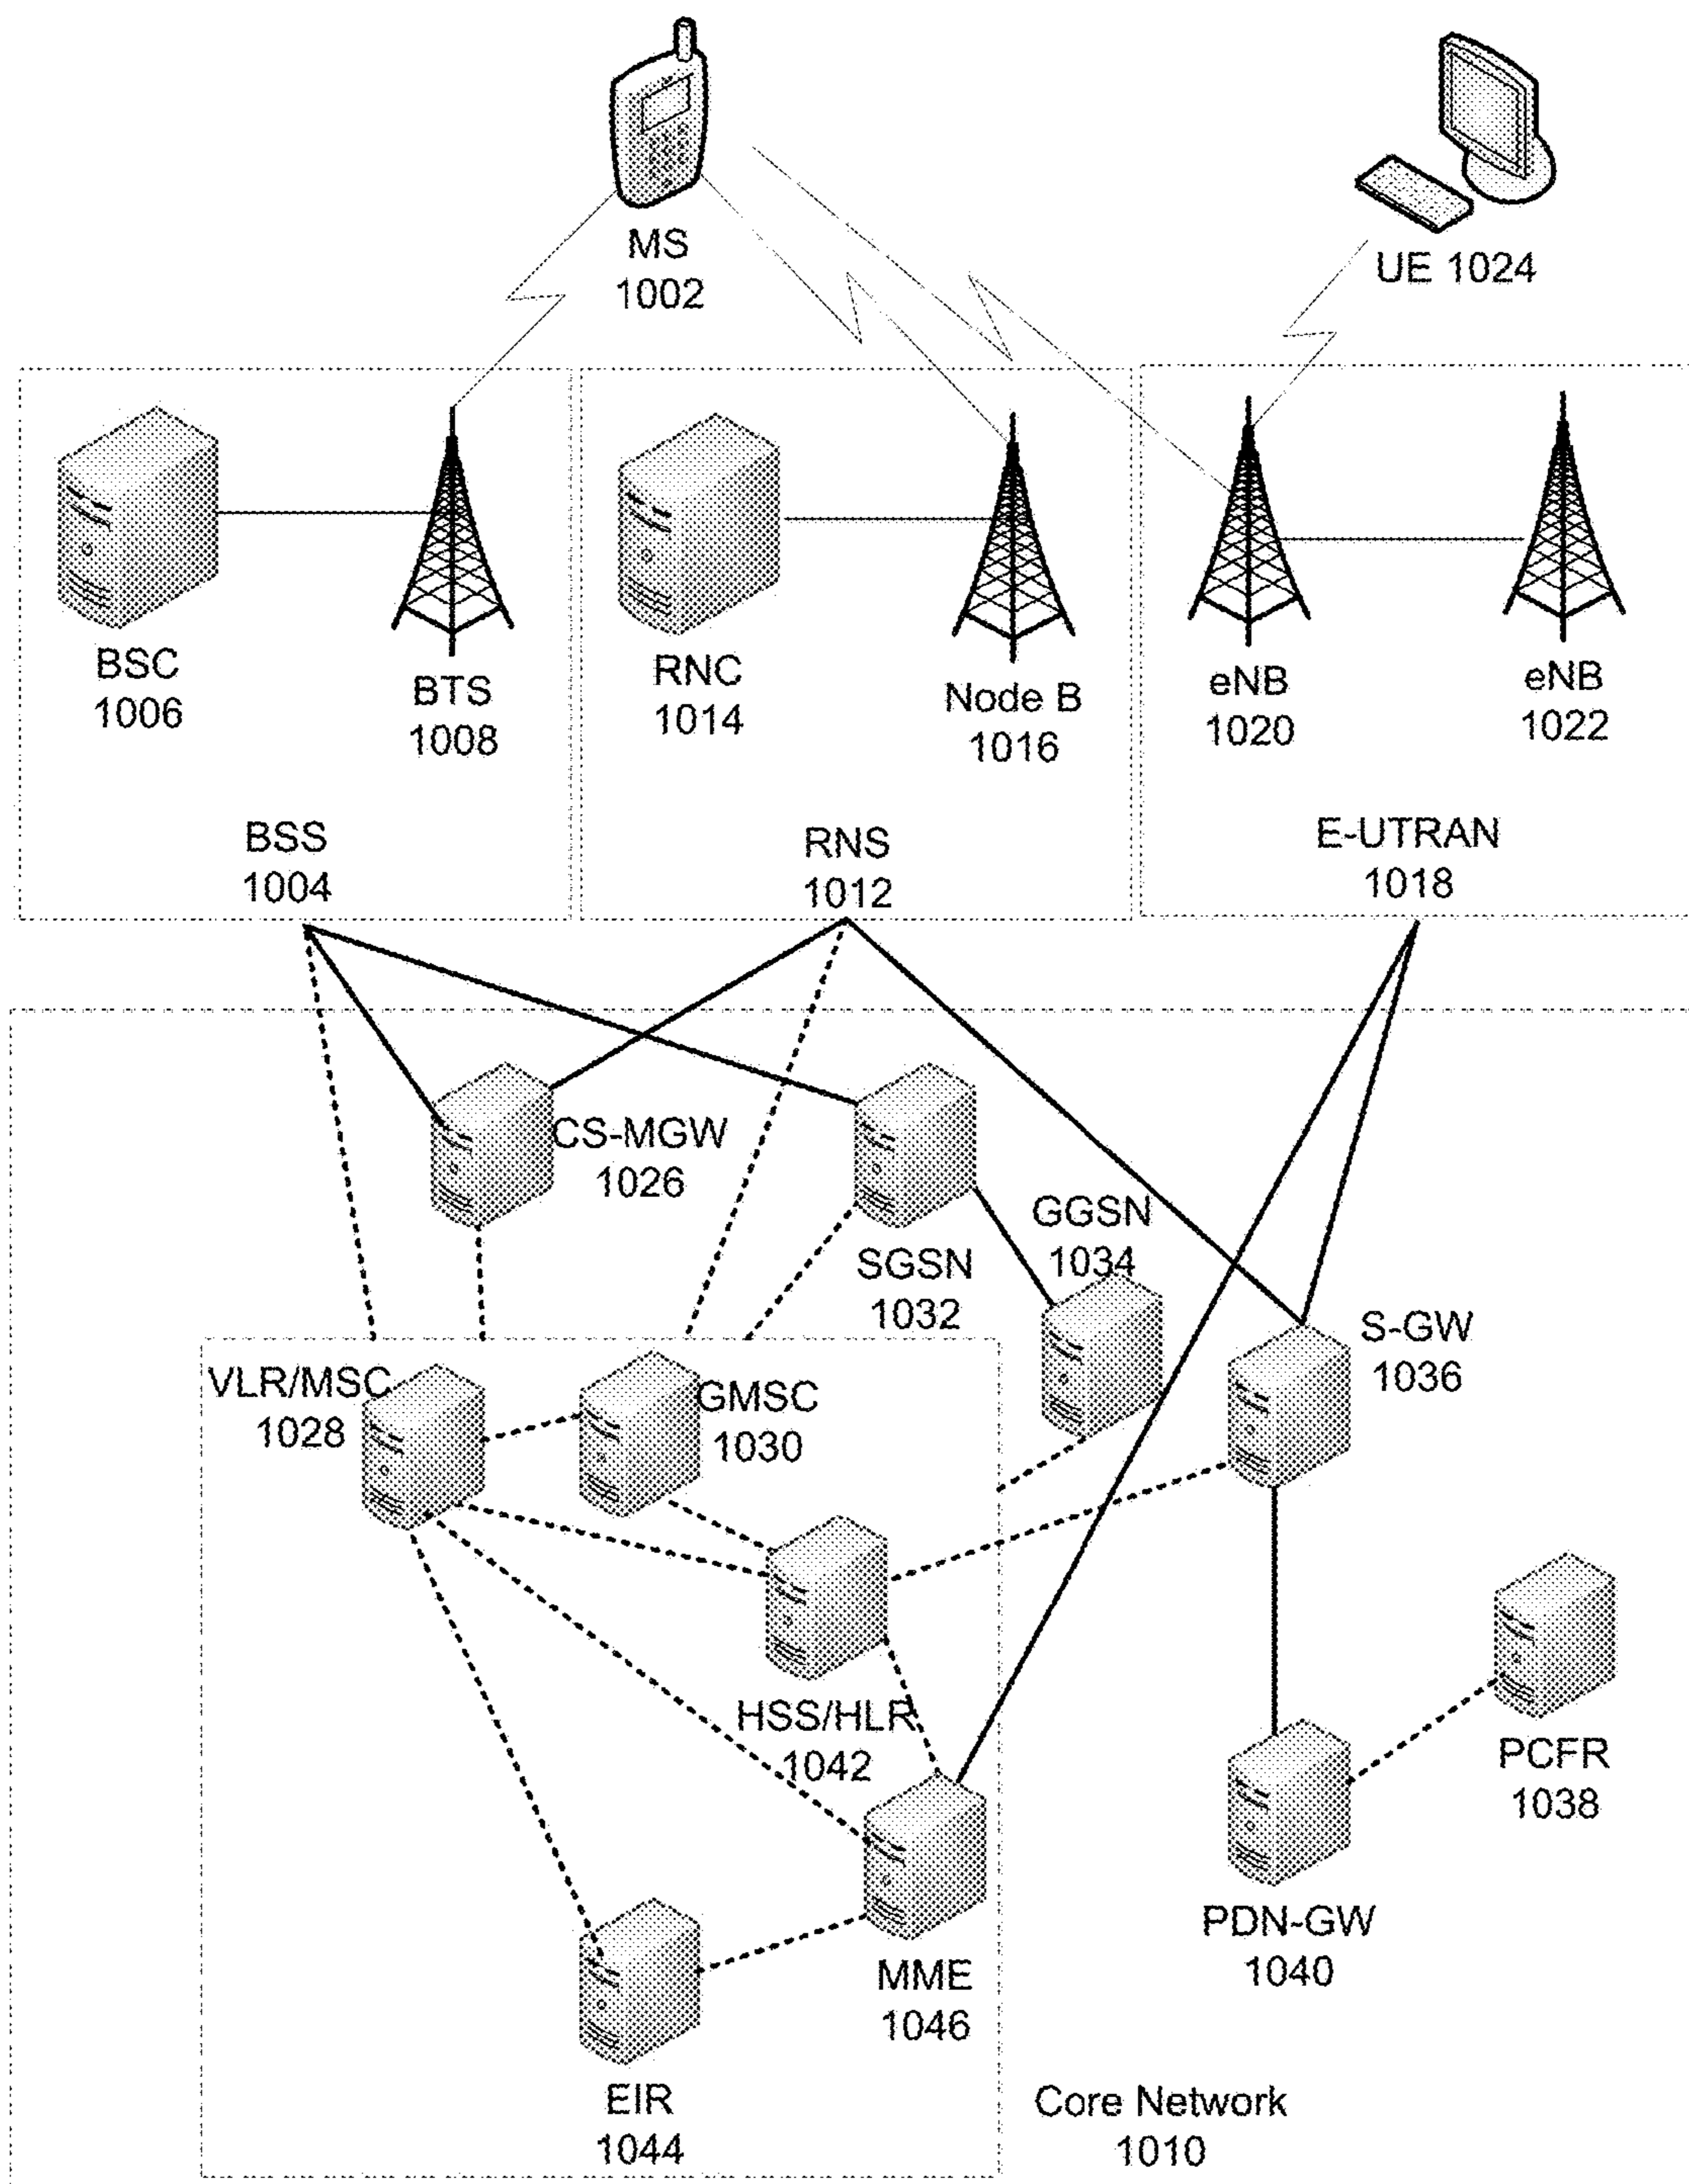 MS
1002
UE 1024
BSC
1006
BTS
1008
RNC
1014
Node B
1016
eNB
1020
eNB
1022
BSS
1004
RNS
1012
E-UTRAN
1018
CS-MGW
1026
SGSN
1032
GGSN
1034
S-GW
1036
VLR/MSC
1028
GMSC
1030
HSS/HLR
1042
PCFR
1038
PDN-GW
1040
MME
1046
EIR
1044
Core Network
1010